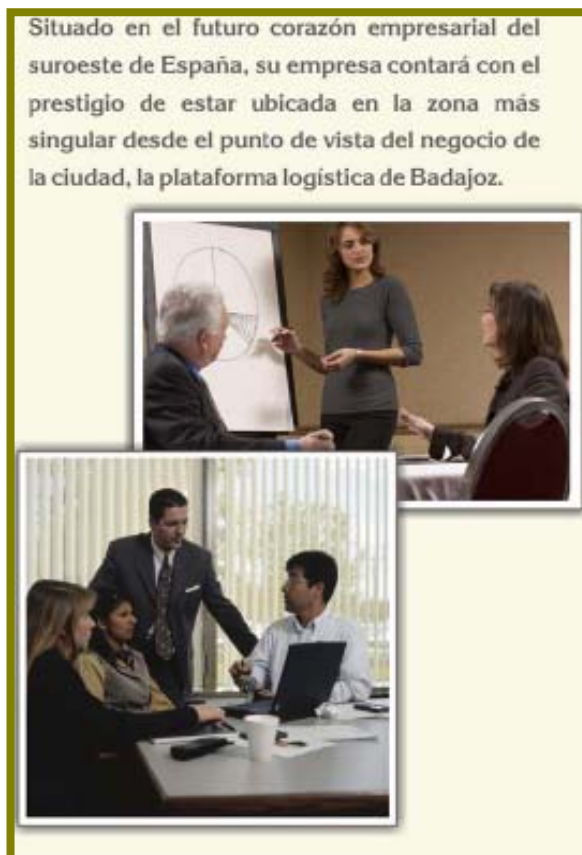 Situado en el futuro corazón empresarial del
suroeste de España, su empresa contará con el
prestigio de estar ubicada en la zona más
singular desde el punto de vista del negocio de
la ciudad, la plataforma logística de Badajoz.